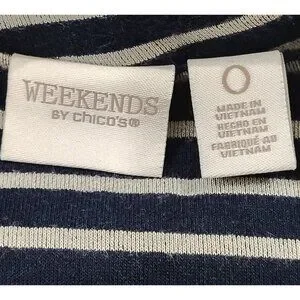 WEEKENDS
BY chico's®
0
MADE IN
VIETNAM
HECHO EN
VIETNAM
FABRIQUÉ AU
VIETNAM